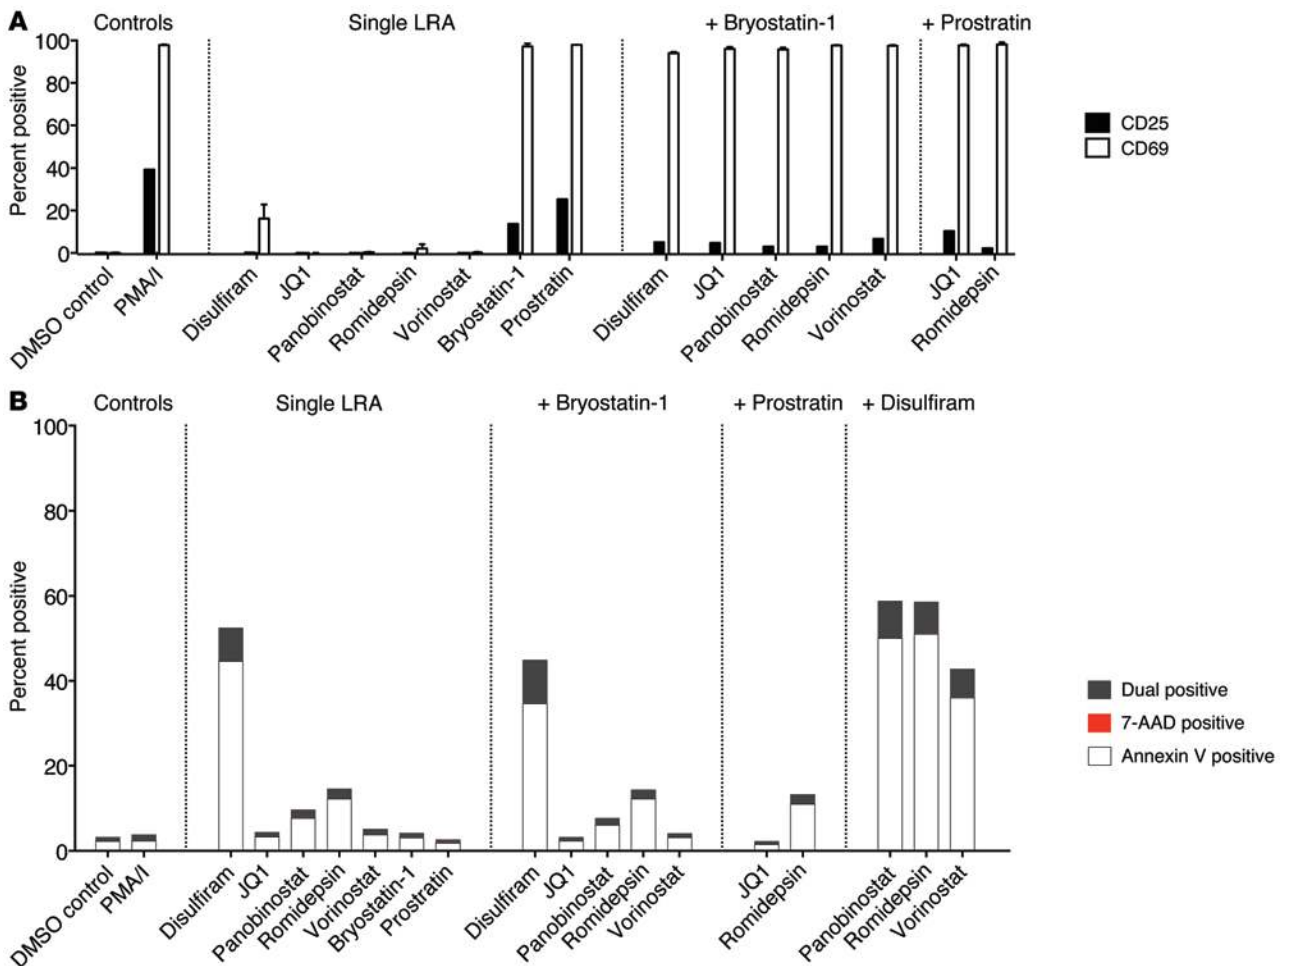 A
Controls
Single LRA
+ Bryostatin-1
+ Prostratin
Percent positive
100
80
60
40
20
0
CD25
CD69
DMSO control
PMA/I
Disulfiram
JQ1
Panobinostat
Romidepsin
Vorinostat
Bryostatin-1
Prostratin
Disulfiram
JQ1
Panobinostat
Romidepsin
Vorinostat
JQ1
Romidepsin
B
Controls
Single LRA
+ Bryostatin-1
+ Prostratin
+ Disulfiram
Percent positive
100
80
60
40
20
0
Dual positive
7-AAD positive
Annexin V positive
DMSO control
PMA/I
Disulfiram
JQ1
Panobinostat
Romidepsin
Vorinostat
Bryostatin-1
Prostratin
Disulfiram
JQ1
Panobinostat
Romidepsin
Vorinostat
JQ1
Romidepsin
Panobinostat
Romidepsin
Vorinostat